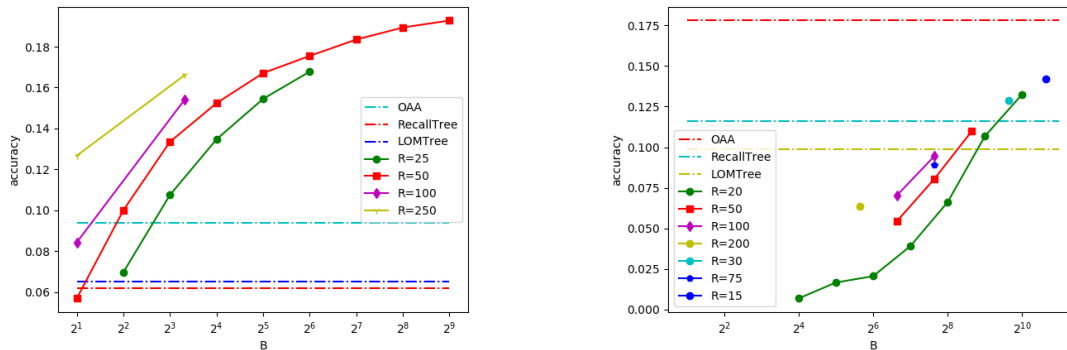 0.18
0.16
0.14
0.12
0.10
0.08
0.06
accuracy
2^1 2^2 2^3 2^4 2^5 2^6 2^7 2^8 2^9
B
OAA
RecallTree
LOMTree
R=25
R=50
R=100
R=250
0.175
0.150
0.125
0.100
0.075
0.050
0.025
0.000
accuracy
2^2 2^4 2^6 2^8 2^10
B
OAA
RecallTree
LOMTree
R=20
R=50
R=100
R=200
R=30
R=75
R=15